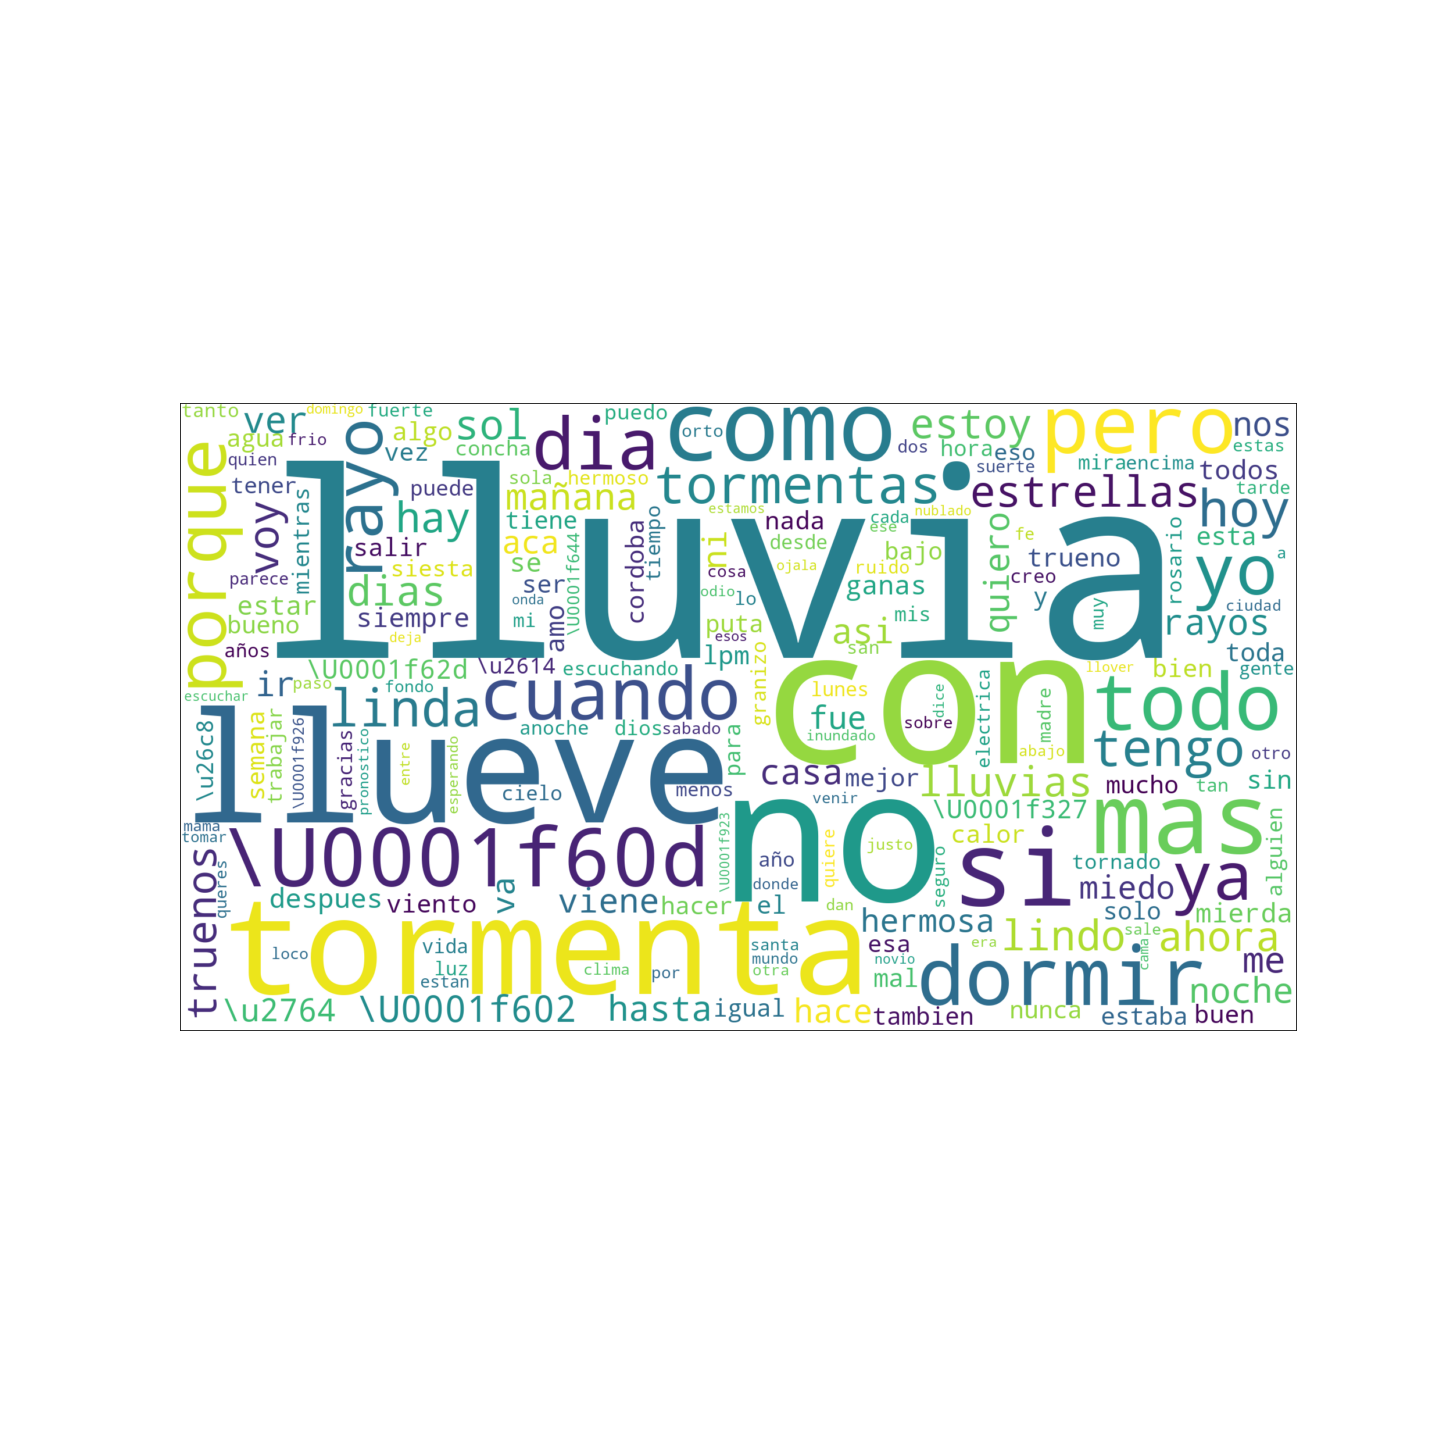 tanto ver domingo fuerte
agua frio rayo algo sol dia puedo como orto dos estoy pero nos
quien vez concha hora eso estas
porque tener voy mientras puede sola hermoso tormentas suerte miraencima todos
hay mañana estrellas tarde
tiene estamos nada cada nublado hoy
salir aca tiempo ni desde ese quiero fe esta
lluvia
parece siesta se cordoba cosa ojala ruido bajo trueno rosario a
dias ser \U0001f644 odio lo ganas creo yo
estar siempre onda mi amo puta esos mis y muy ciudad
bueno deja asi rayos
años \U0001f62d \u2614 escuchando lpm san toda
ir paso granizo con llover bien gente
escuchar fondo linda cuando lunes dice electrica madre todo
llueve anoche dios sabado para fue sobre tengo
\u26c8 semana trabajar \U0001f926 gracias pronostico entre esperando inundado abajo otro
casa mejor lluvias mucho tan sin
cielo menos venir
mama \U0001f60d \U0001f923 no \U0001f327 mas
tomar año quiere justo calor si
truenos queres donde seguro tornado alguien
despues viento va viene hacer el dan miedo ya
tormenta hermosa solo mierda
loco vida santa esa era lindo sale ahora
luz clima mundo novio cama me
estan por otra mal dormir noche
\u2764 \U0001f602 hasta igual hace tambien nunca estaba buen